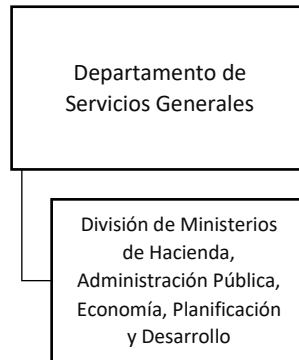 Departamento de
Servicios Generales
División de Ministerios
de Hacienda,
Administración Pública,
Economía, Planificación
y Desarrollo